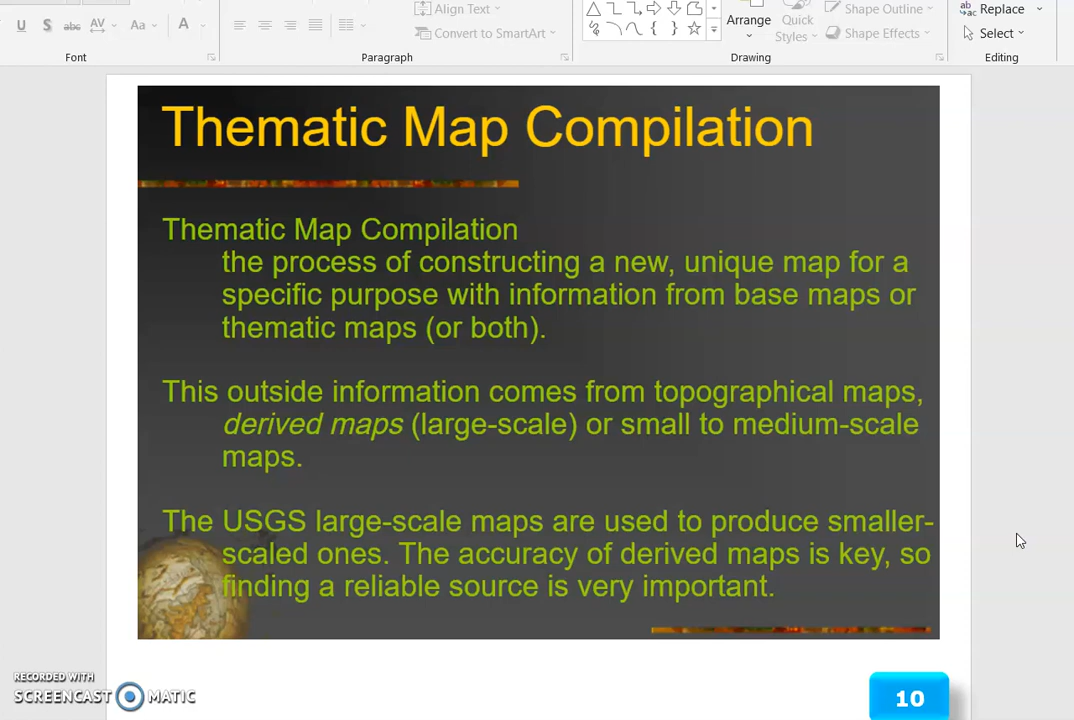 Align Text
Replace
Aa
A
Convert to SmartArt
Arrange
Quick
Styles
Shape Outline
Shape Effects
Select
U S abc AV
Font
Paragraph
Drawing
Editing
Thematic Map Compilation
Thematic Map Compilation
the process of constructing a new, unique map for a
specific purpose with information from base maps or
thematic maps (or both).
This outside information comes from topographical maps,
derived maps (large-scale) or small to medium-scale
maps.
The USGS large-scale maps are used to produce smaller-
scaled ones. The accuracy of derived maps is key, so
finding a reliable source is very important.
RECORDED WITH
SCREENCAST MATIC
10